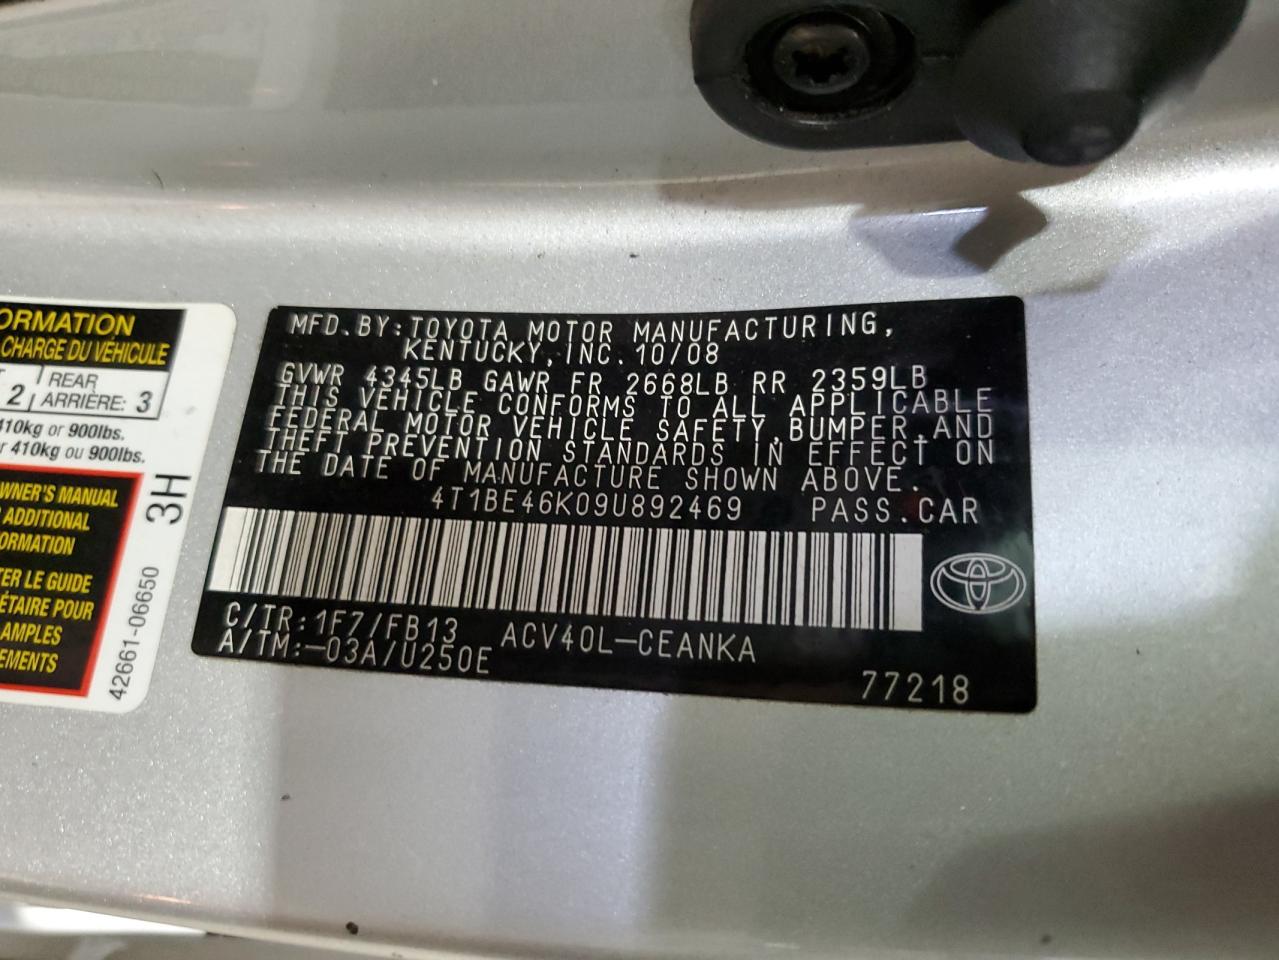 ORMATION
CHARGE DU VÉHICULE
2 REAR
ARRIÈRE: 3
410kg or 900lbs.
r 410kg ou 900lbs.
WNER'S MANUAL
ADDITIONAL
ORMATION
TER LE GUIDE
ÉTAIRE POUR
AMPLES
EMENTS
3H
42661-06650
MFD.BY:TOYOTA MOTOR MANUFACTURING,
KENTUCKY,INC.10/08
GVWR 4345LB GAWR FR 2668LB RR 2359LB
THIS VEHICLE CONFORMS TO ALL APPLICABLE
FEDERAL MOTOR VEHICLE SAFETY,BUMPER,AND
THEFT PREVENTION STANDARDS IN EFFECT ON
THE DATE OF MANUFACTURE SHOWN ABOVE.
4T1BE46K09U892469 PASS.CAR
C/TR:1F7/FB13 ACV40L-CEANKA
A/TM:-03A/U250E
77218